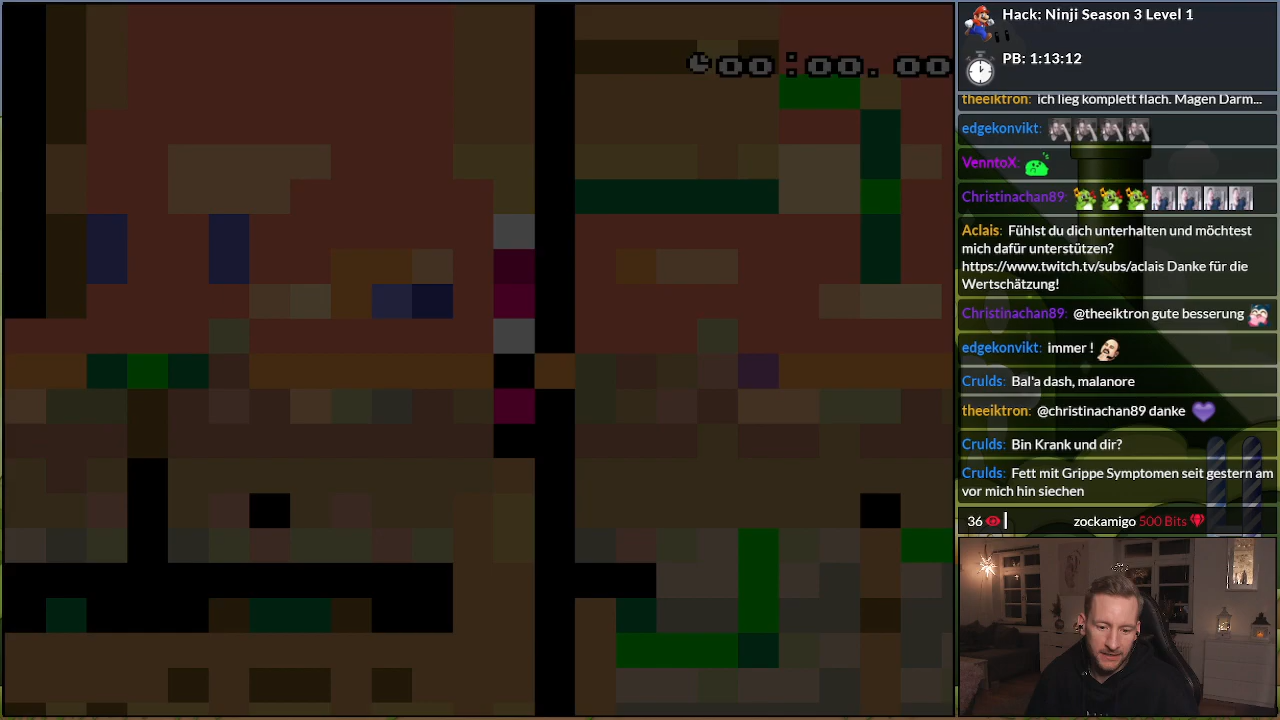 Hack: Ninji Season 3 Level 1
PB: 1:13:12
00:00.00
theeiktron: ich lieg komplett flach. Magen Darm...
edgekonvikt:
VenntoX:
Christinachan89:
Aclais: Fühlst du dich unterhalten und möchtest
mich dafür unterstützen?
https://www.twitch.tv/subs/aclais Danke für die
Wertschätzung!
Christinachan89: @theeiktron gute besserung
edgekonvikt: immer !
Crulds: Bal'a dash, malanore
theeiktron: @christinachan89 danke
Crulds: Bin Krank und dir?
Crulds: Fett mit Grippe Symptomen seit gestern am
vor mich hin siechen
36
zockamigo 500 Bits